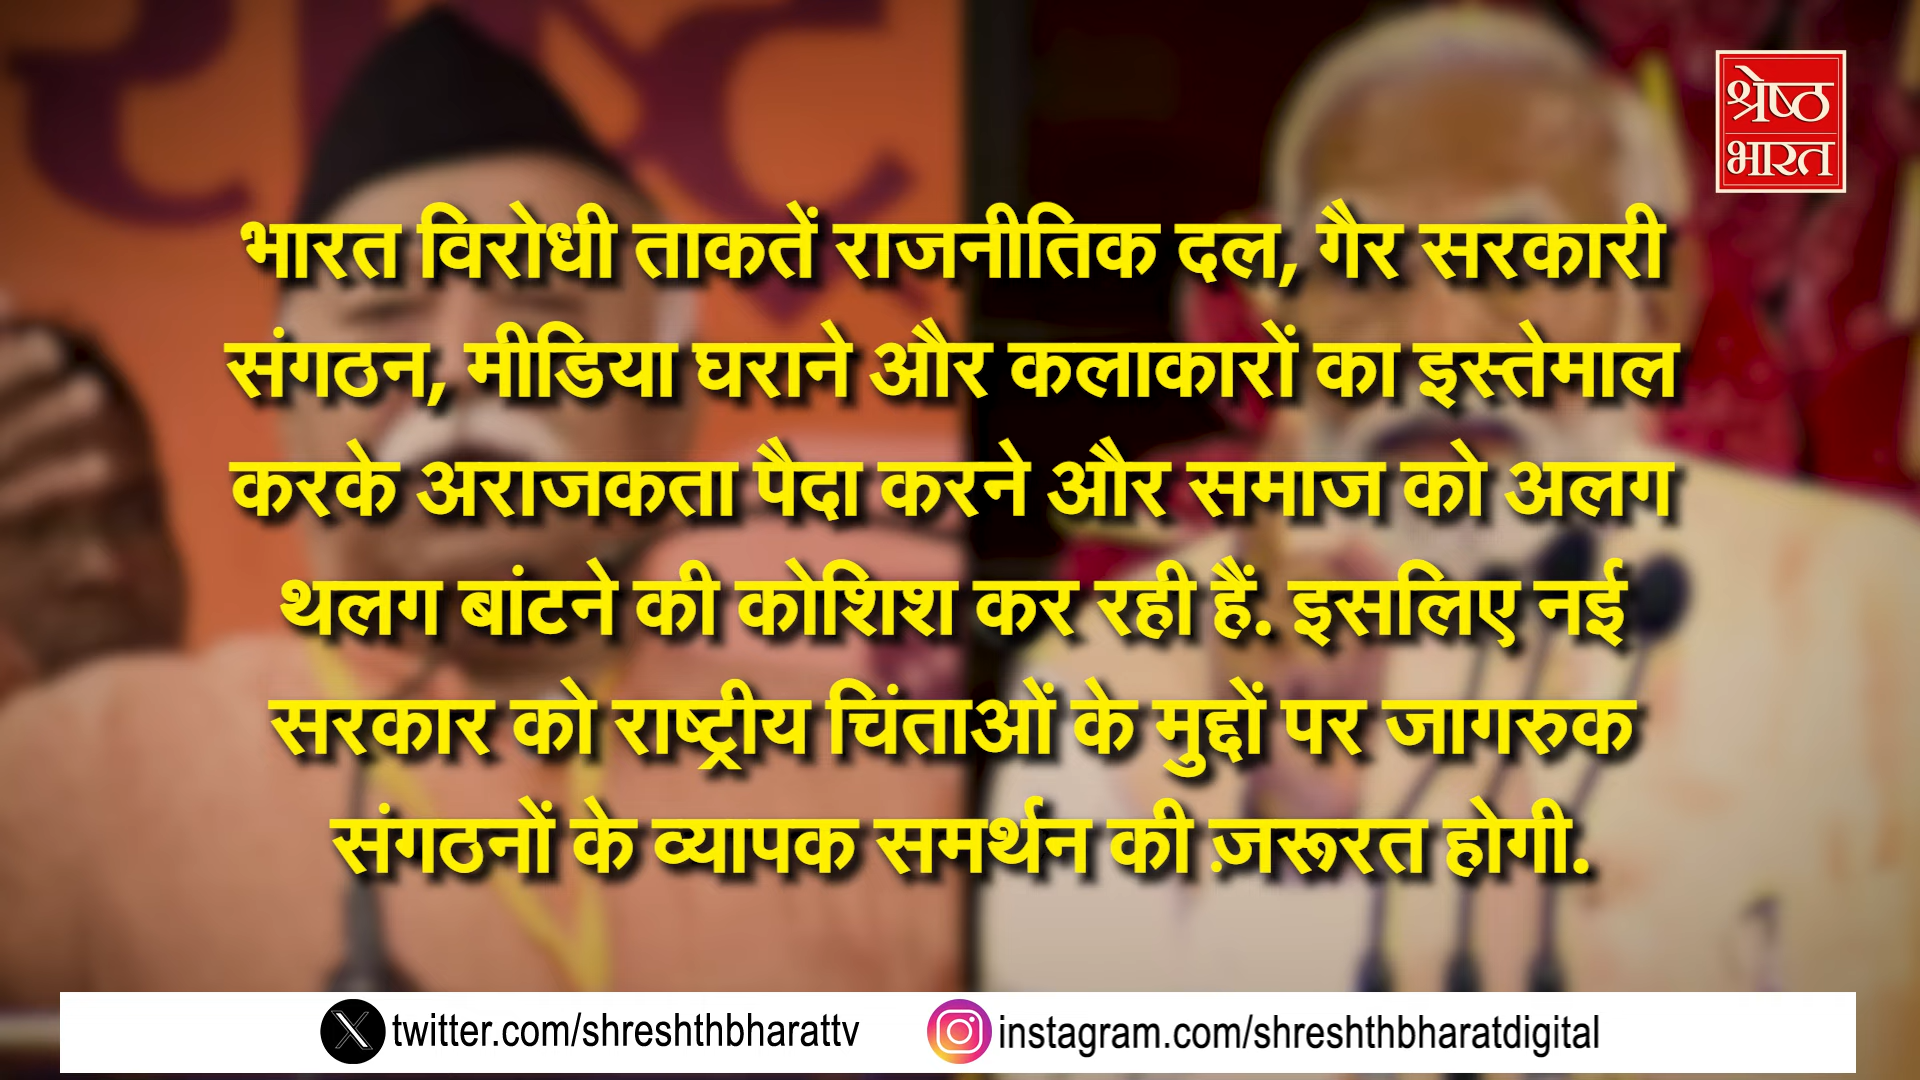 श्रेष्ठ
भारत
भारत विरोधी ताकतें राजनीतिक दल, गैर सरकारी
संगठन, मीडिया घराने और कलाकारों का इस्तेमाल
करके अराजकता पैदा करने और समाज को अलग
थलग बांटने की कोशिश कर रही हैं. इसलिए नई
सरकार को राष्ट्रीय चिंताओं के मुद्दों पर जागरुक
संगठनों के व्यापक समर्थन की ज़रूरत होगी.
twitter.com/shreshthbharattv
instagram.com/shreshthbharatdigital